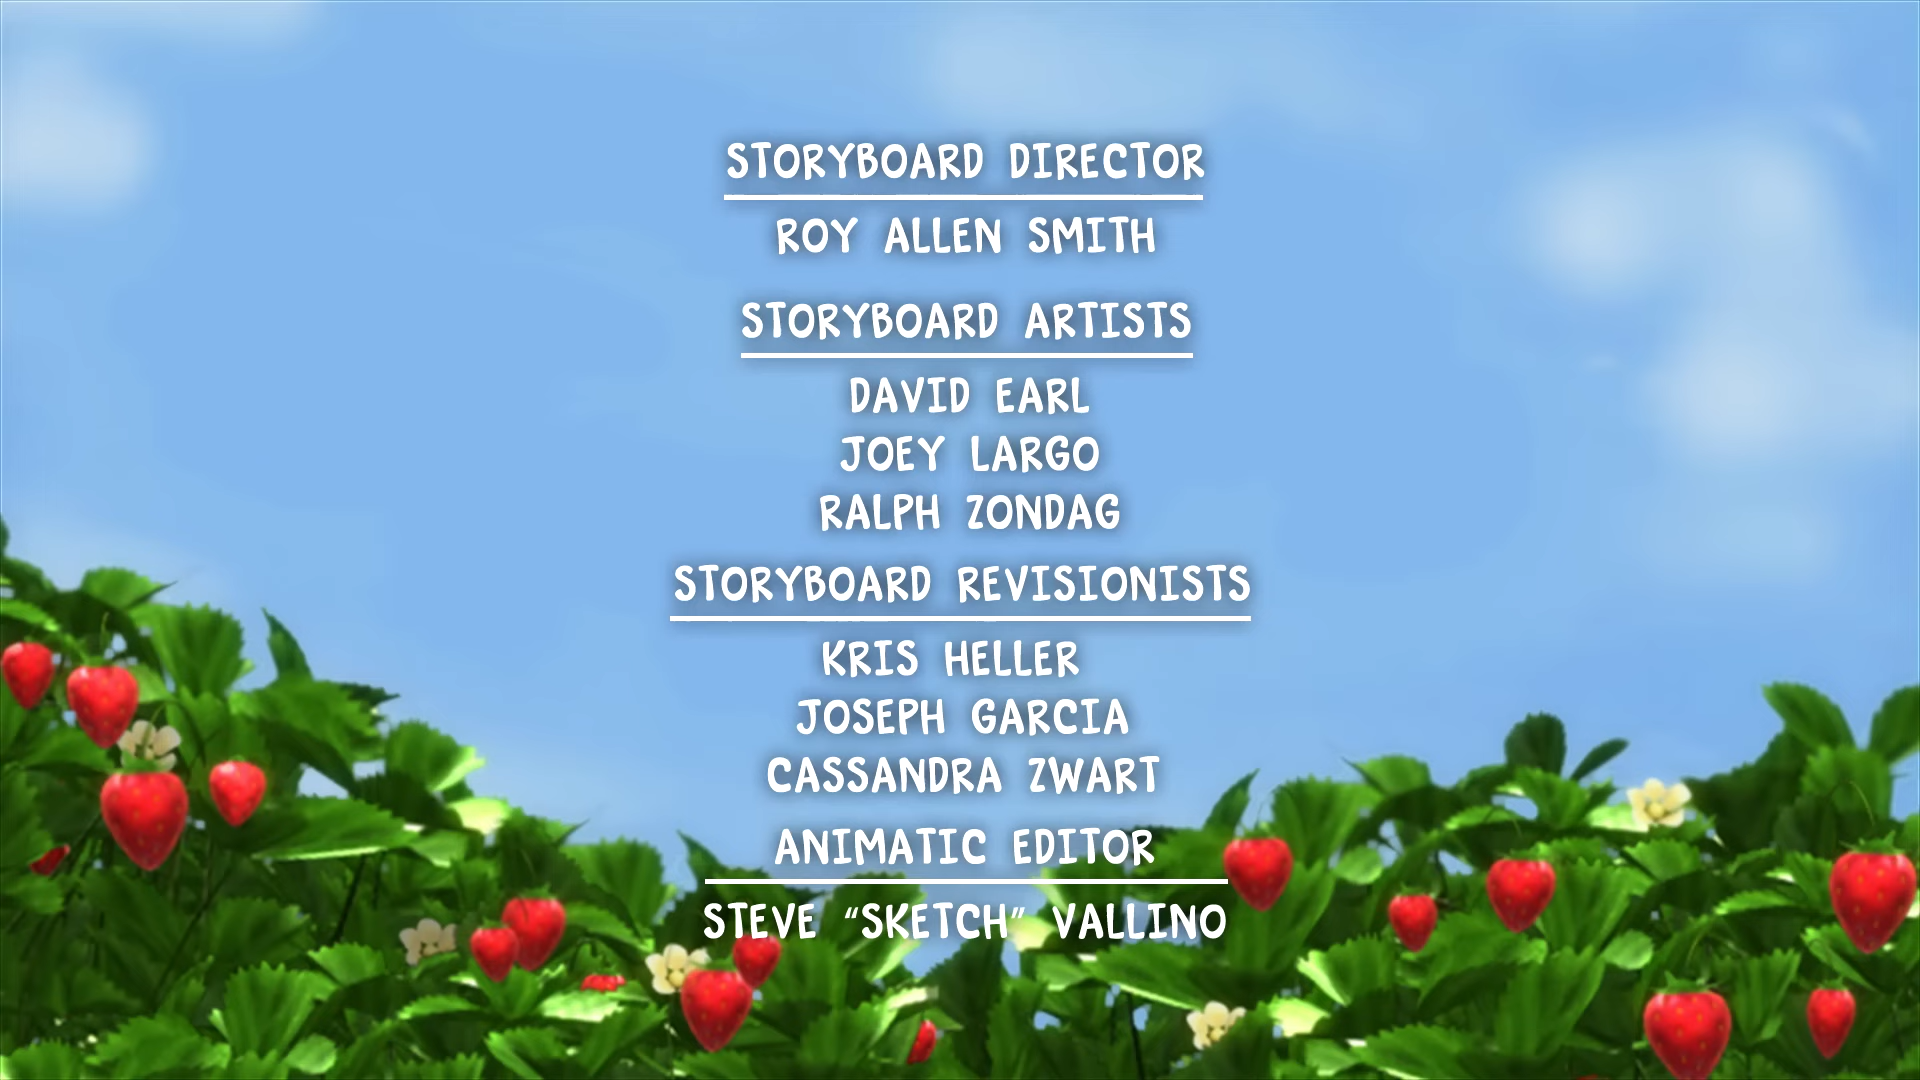 STORYBOARD DIRECTOR
ROY ALLEN SMITH
STORYBOARD ARTISTS
DAVID EARL
JOEY LARGO
RALPH ZONDAG
STORYBOARD REVISIONISTS
KRIS HELLER
JOSEPH GARCIA
CASSANDRA ZWART
ANIMATIC EDITOR
STEVE “SKETCH” VALLINO